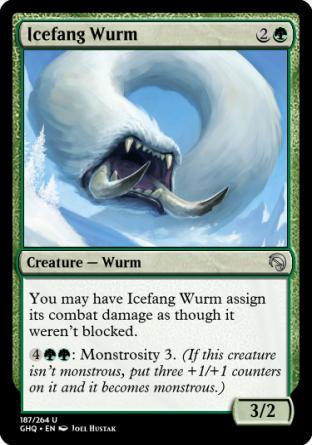 Icefang Wurm 2
Creature — Wurm
You may have Icefang Wurm assign
its combat damage as though it
weren't blocked.
4: Monstrosity 3. (If this creature
isn't monstrous, put three +1/+1 counters
on it and it becomes monstrous.)
3/2
187/264 U
GHQ • EN Joel Hustak